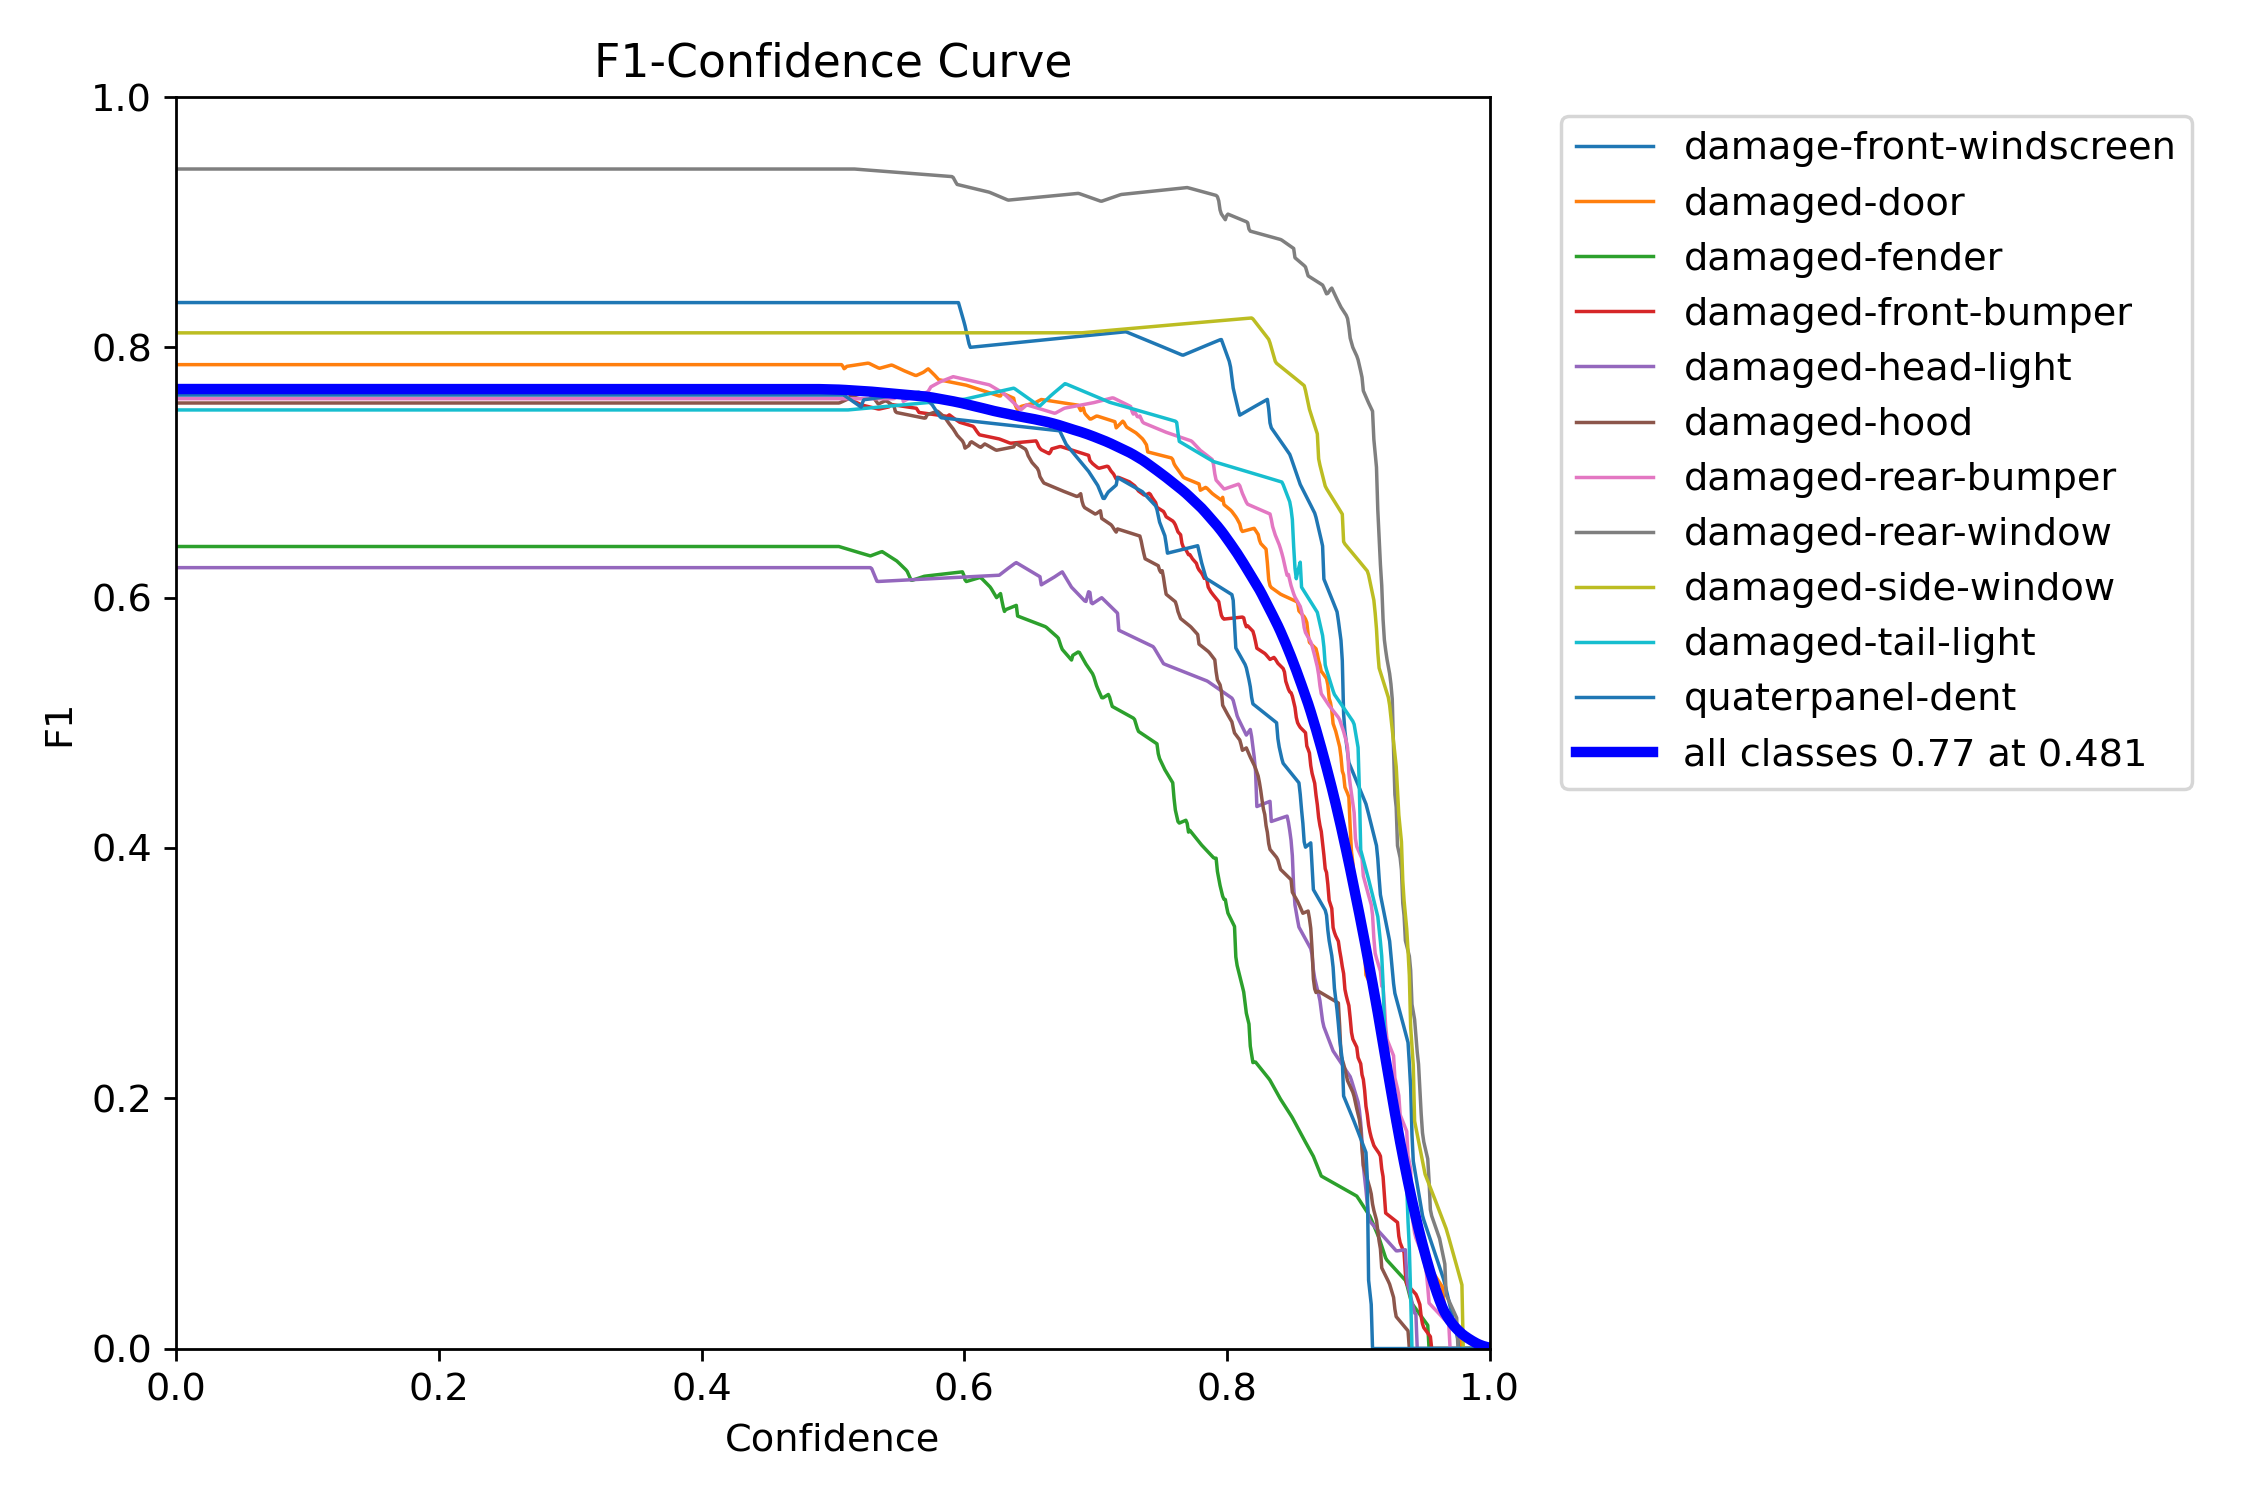 F1-Confidence Curve
1.0
0.8
0.6
0.4
0.2
0.0
F1
0.0 0.2 0.4 0.6 0.8 1.0
Confidence
damage-front-windscreen
damaged-door
damaged-fender
damaged-front-bumper
damaged-head-light
damaged-hood
damaged-rear-bumper
damaged-rear-window
damaged-side-window
damaged-tail-light
quaterpanel-dent
all classes 0.77 at 0.481